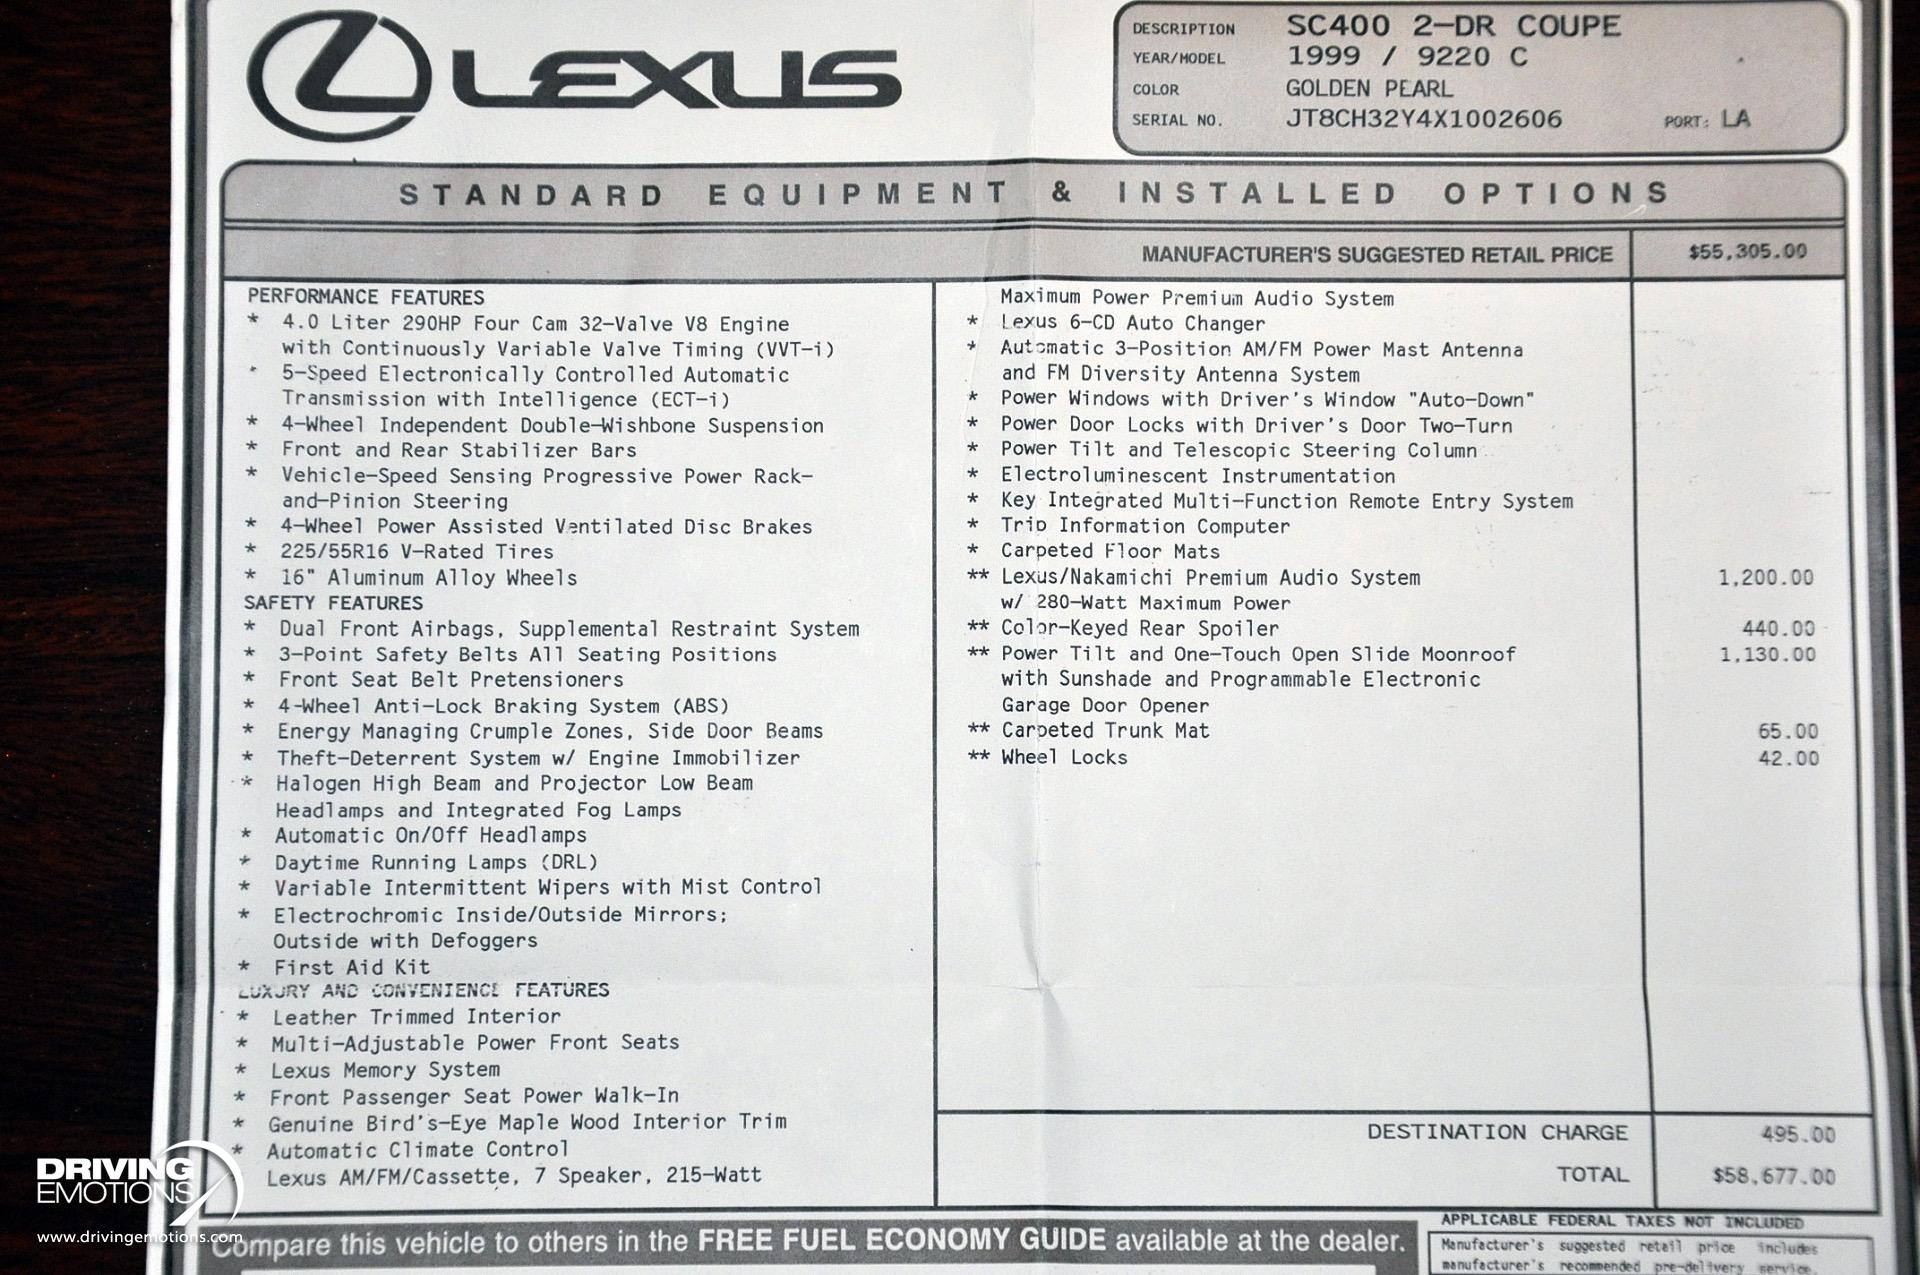 LEXUS
DESCRIPTION SC400 2-DR COUPE
YEAR/MODEL 1999 / 9220 C
COLOR GOLDEN PEARL
SERIAL NO. JT8CH32Y4X1002606 PORT: LA
STANDARD EQUIPMENT & INSTALLED OPTIONS
MANUFACTURER'S SUGGESTED RETAIL PRICE $55,305.00
PERFORMANCE FEATURES
* 4.0 Liter 290HP Four Cam 32-Valve V8 Engine
with Continuously Variable Valve Timing (VVT-i)
* 5-Speed Electronically Controlled Automatic
Transmission with Intelligence (ECT-i)
* 4-Wheel Independent Double-Wishbone Suspension
* Front and Rear Stabilizer Bars
* Vehicle-Speed Sensing Progressive Power Rack-
and-Pinion Steering
* 4-Wheel Power Assisted Ventilated Disc Brakes
* 225/55R16 V-Rated Tires
* 16" Aluminum Alloy Wheels
SAFETY FEATURES
* Dual Front Airbags, Supplemental Restraint System
* 3-Point Safety Belts All Seating Positions
* Front Seat Belt Pretensioners
* 4-Wheel Anti-Lock Braking System (ABS)
* Energy Managing Crumple Zones, Side Door Beams
* Theft-Deterrent System w/ Engine Immobilizer
* Halogen High Beam and Projector Low Beam
Headlamps and Integrated Fog Lamps
* Automatic On/Off Headlamps
* Daytime Running Lamps (DRL)
* Variable Intermittent Wipers with Mist Control
* Electrochromic Inside/Outside Mirrors;
Outside with Defoggers
* First Aid Kit
LUXURY AND CONVENIENCE FEATURES
* Leather Trimmed Interior
* Multi-Adjustable Power Front Seats
* Lexus Memory System
* Front Passenger Seat Power Walk-In
* Genuine Bird's-Eye Maple Wood Interior Trim
* Automatic Climate Control
Lexus AM/FM/Cassette, 7 Speaker, 215-Watt
Maximum Power Premium Audio System
* Lexus 6-CD Auto Changer
* Automatic 3-Position AM/FM Power Mast Antenna
and FM Diversity Antenna System
* Power Windows with Driver's Window "Auto-Down"
* Power Door Locks with Driver's Door Two-Turn
* Power Tilt and Telescopic Steering Column
* Electroluminescent Instrumentation
* Key Integrated Multi-Function Remote Entry System
* Trip Information Computer
* Carpeted Floor Mats
** Lexus/Nakamichi Premium Audio System 1,200.00
w/ 280-Watt Maximum Power
** Color-Keyed Rear Spoiler 440.00
** Power Tilt and One-Touch Open Slide Moonroof 1,130.00
with Sunshade and Programmable Electronic
Garage Door Opener
** Carpeted Trunk Mat 65.00
** Wheel Locks 42.00
DESTINATION CHARGE 495.00
TOTAL $58,677.00
APPLICABLE FEDERAL TAXES NOT INCLUDED
Compare this vehicle to others in the FREE FUEL ECONOMY GUIDE available at the dealer.
Manufacturer's suggested retail price includes
manufacturer's recommended pre-delivery service.
DRIVING
EMOTIONS
www.drivingemotions.com